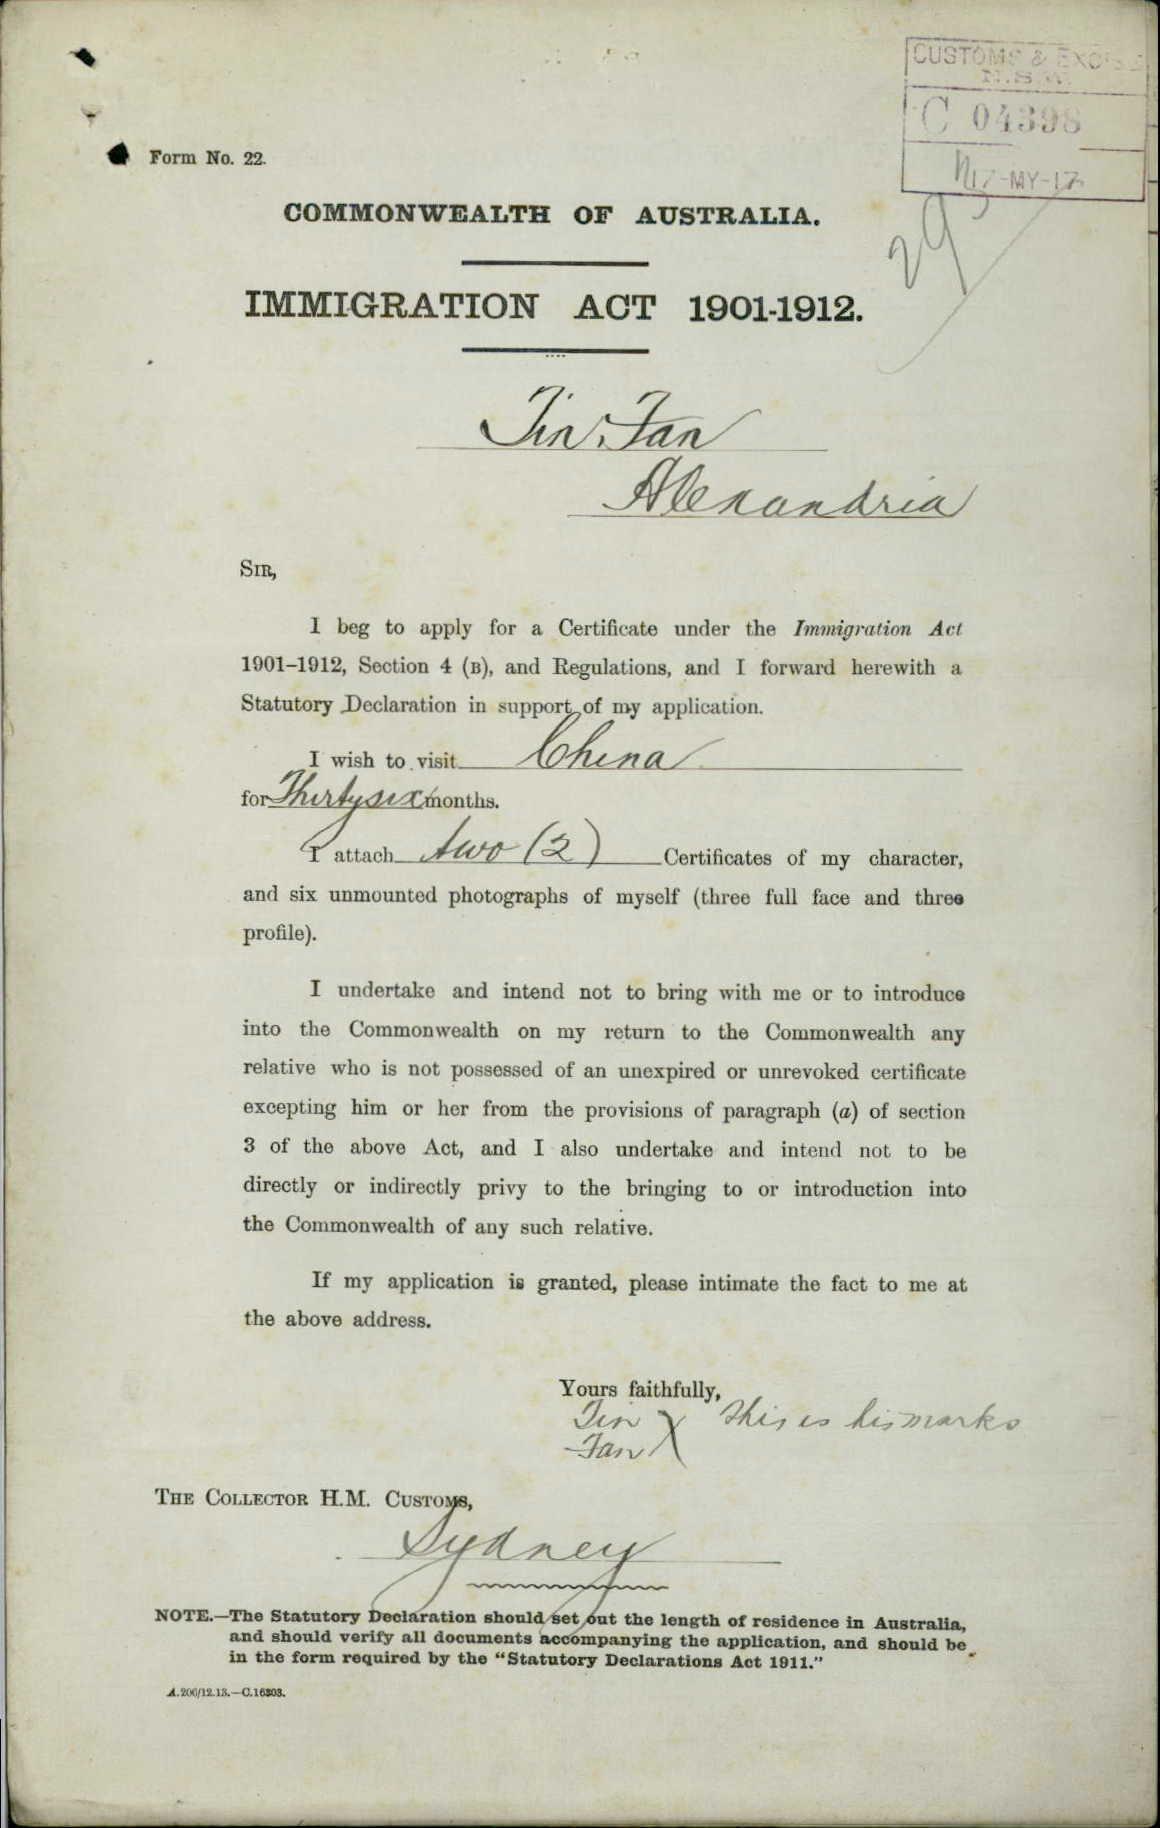 CUSTOMS & EXCISE
N.S.W.
C 04398
17-MY-17
29
Form No. 22.
COMMONWEALTH OF AUSTRALIA.
IMMIGRATION ACT 1901-1912.
Tin Fan
Alexandria
SIR,
I beg to apply for a Certificate under the Immigration Act
1901–1912, Section 4 (B), and Regulations, and I forward herewith a
Statutory Declaration in support of my application.
I wish to visit China
for Thirty six months.
I attach two (2) Certificates of my character,
and six unmounted photographs of myself (three full face and three
profile).
I undertake and intend not to bring with me or to introduce
into the Commonwealth on my return to the Commonwealth any
relative who is not possessed of an unexpired or unrevoked certificate
excepting him or her from the provisions of paragraph (a) of section
3 of the above Act, and I also undertake and intend not to be
directly or indirectly privy to the bringing to or introduction into
the Commonwealth of any such relative.
If my application is granted, please intimate the fact to me at
the above address.
Yours faithfully,
Tin X This is his marks
Fan
THE COLLECTOR H.M. CUSTOMS,
Sydney
NOTE.—The Statutory Declaration should set out the length of residence in Australia,
and should verify all documents accompanying the application, and should be
in the form required by the "Statutory Declarations Act 1911."
A.200/12.13.—C.16303.